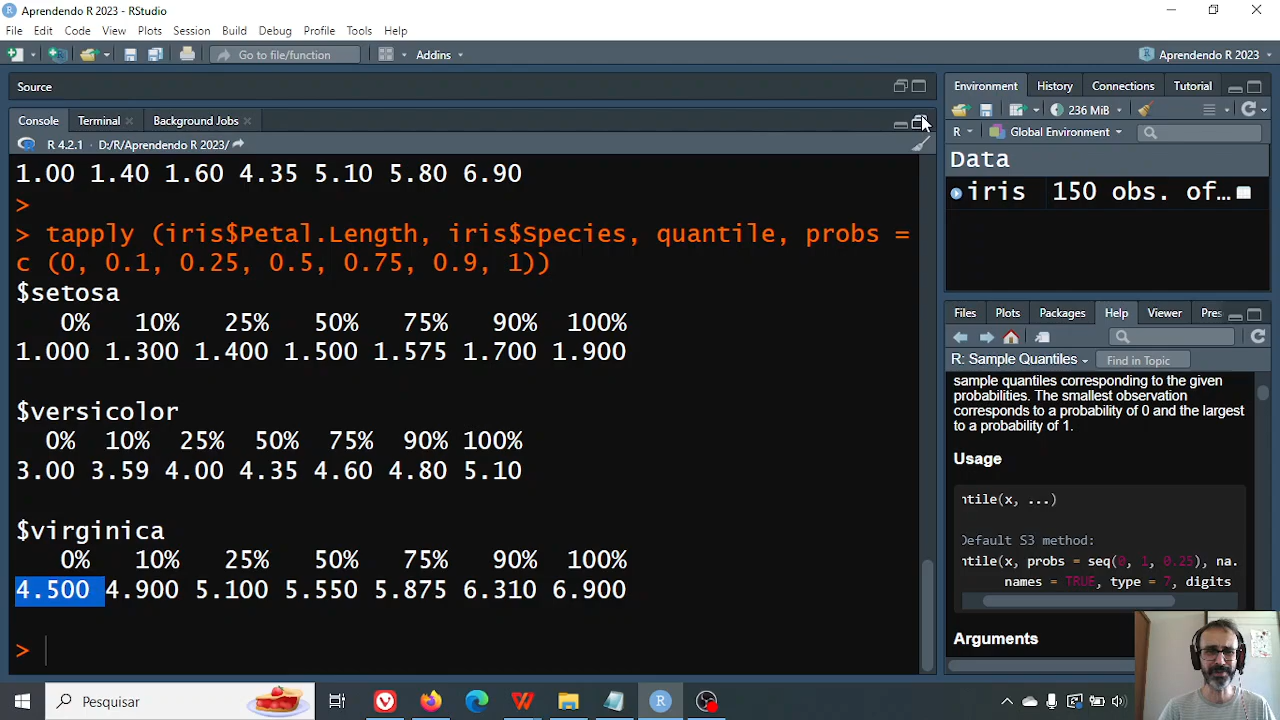 Aprendendo R 2023 - RStudio
File Edit Code View Plots Session Build Debug Profile Tools Help
Go to file/function Addins Aprendendo R 2023
Source
Console Terminal Background Jobs
R 4.2.1 · D:/R/Aprendendo R 2023/
1.00 1.40 1.60 4.35 5.10 5.80 6.90
>
> tapply (iris$Petal.Length, iris$Species, quantile, probs =
c (0, 0.1, 0.25, 0.5, 0.75, 0.9, 1))
$setosa
0% 10% 25% 50% 75% 90% 100%
1.000 1.300 1.400 1.500 1.575 1.700 1.900
$versicolor
0% 10% 25% 50% 75% 90% 100%
3.00 3.59 4.00 4.35 4.60 4.80 5.10
$virginica
0% 10% 25% 50% 75% 90% 100%
4.500 4.900 5.100 5.550 5.875 6.310 6.900
>
Environment History Connections Tutorial
236 MiB
R Global Environment
Data
iris 150 obs. of…
Files Plots Packages Help Viewer Pres
R: Sample Quantiles Find in Topic
sample quantiles corresponding to the given
probabilities. The smallest observation
corresponds to a probability of 0 and the largest
to a probability of 1.
Usage
ntile(x, ...)
Default S3 method:
ntile(x, probs = seq(0, 1, 0.25), na.
names = TRUE, type = 7, digits
Arguments
Pesquisar